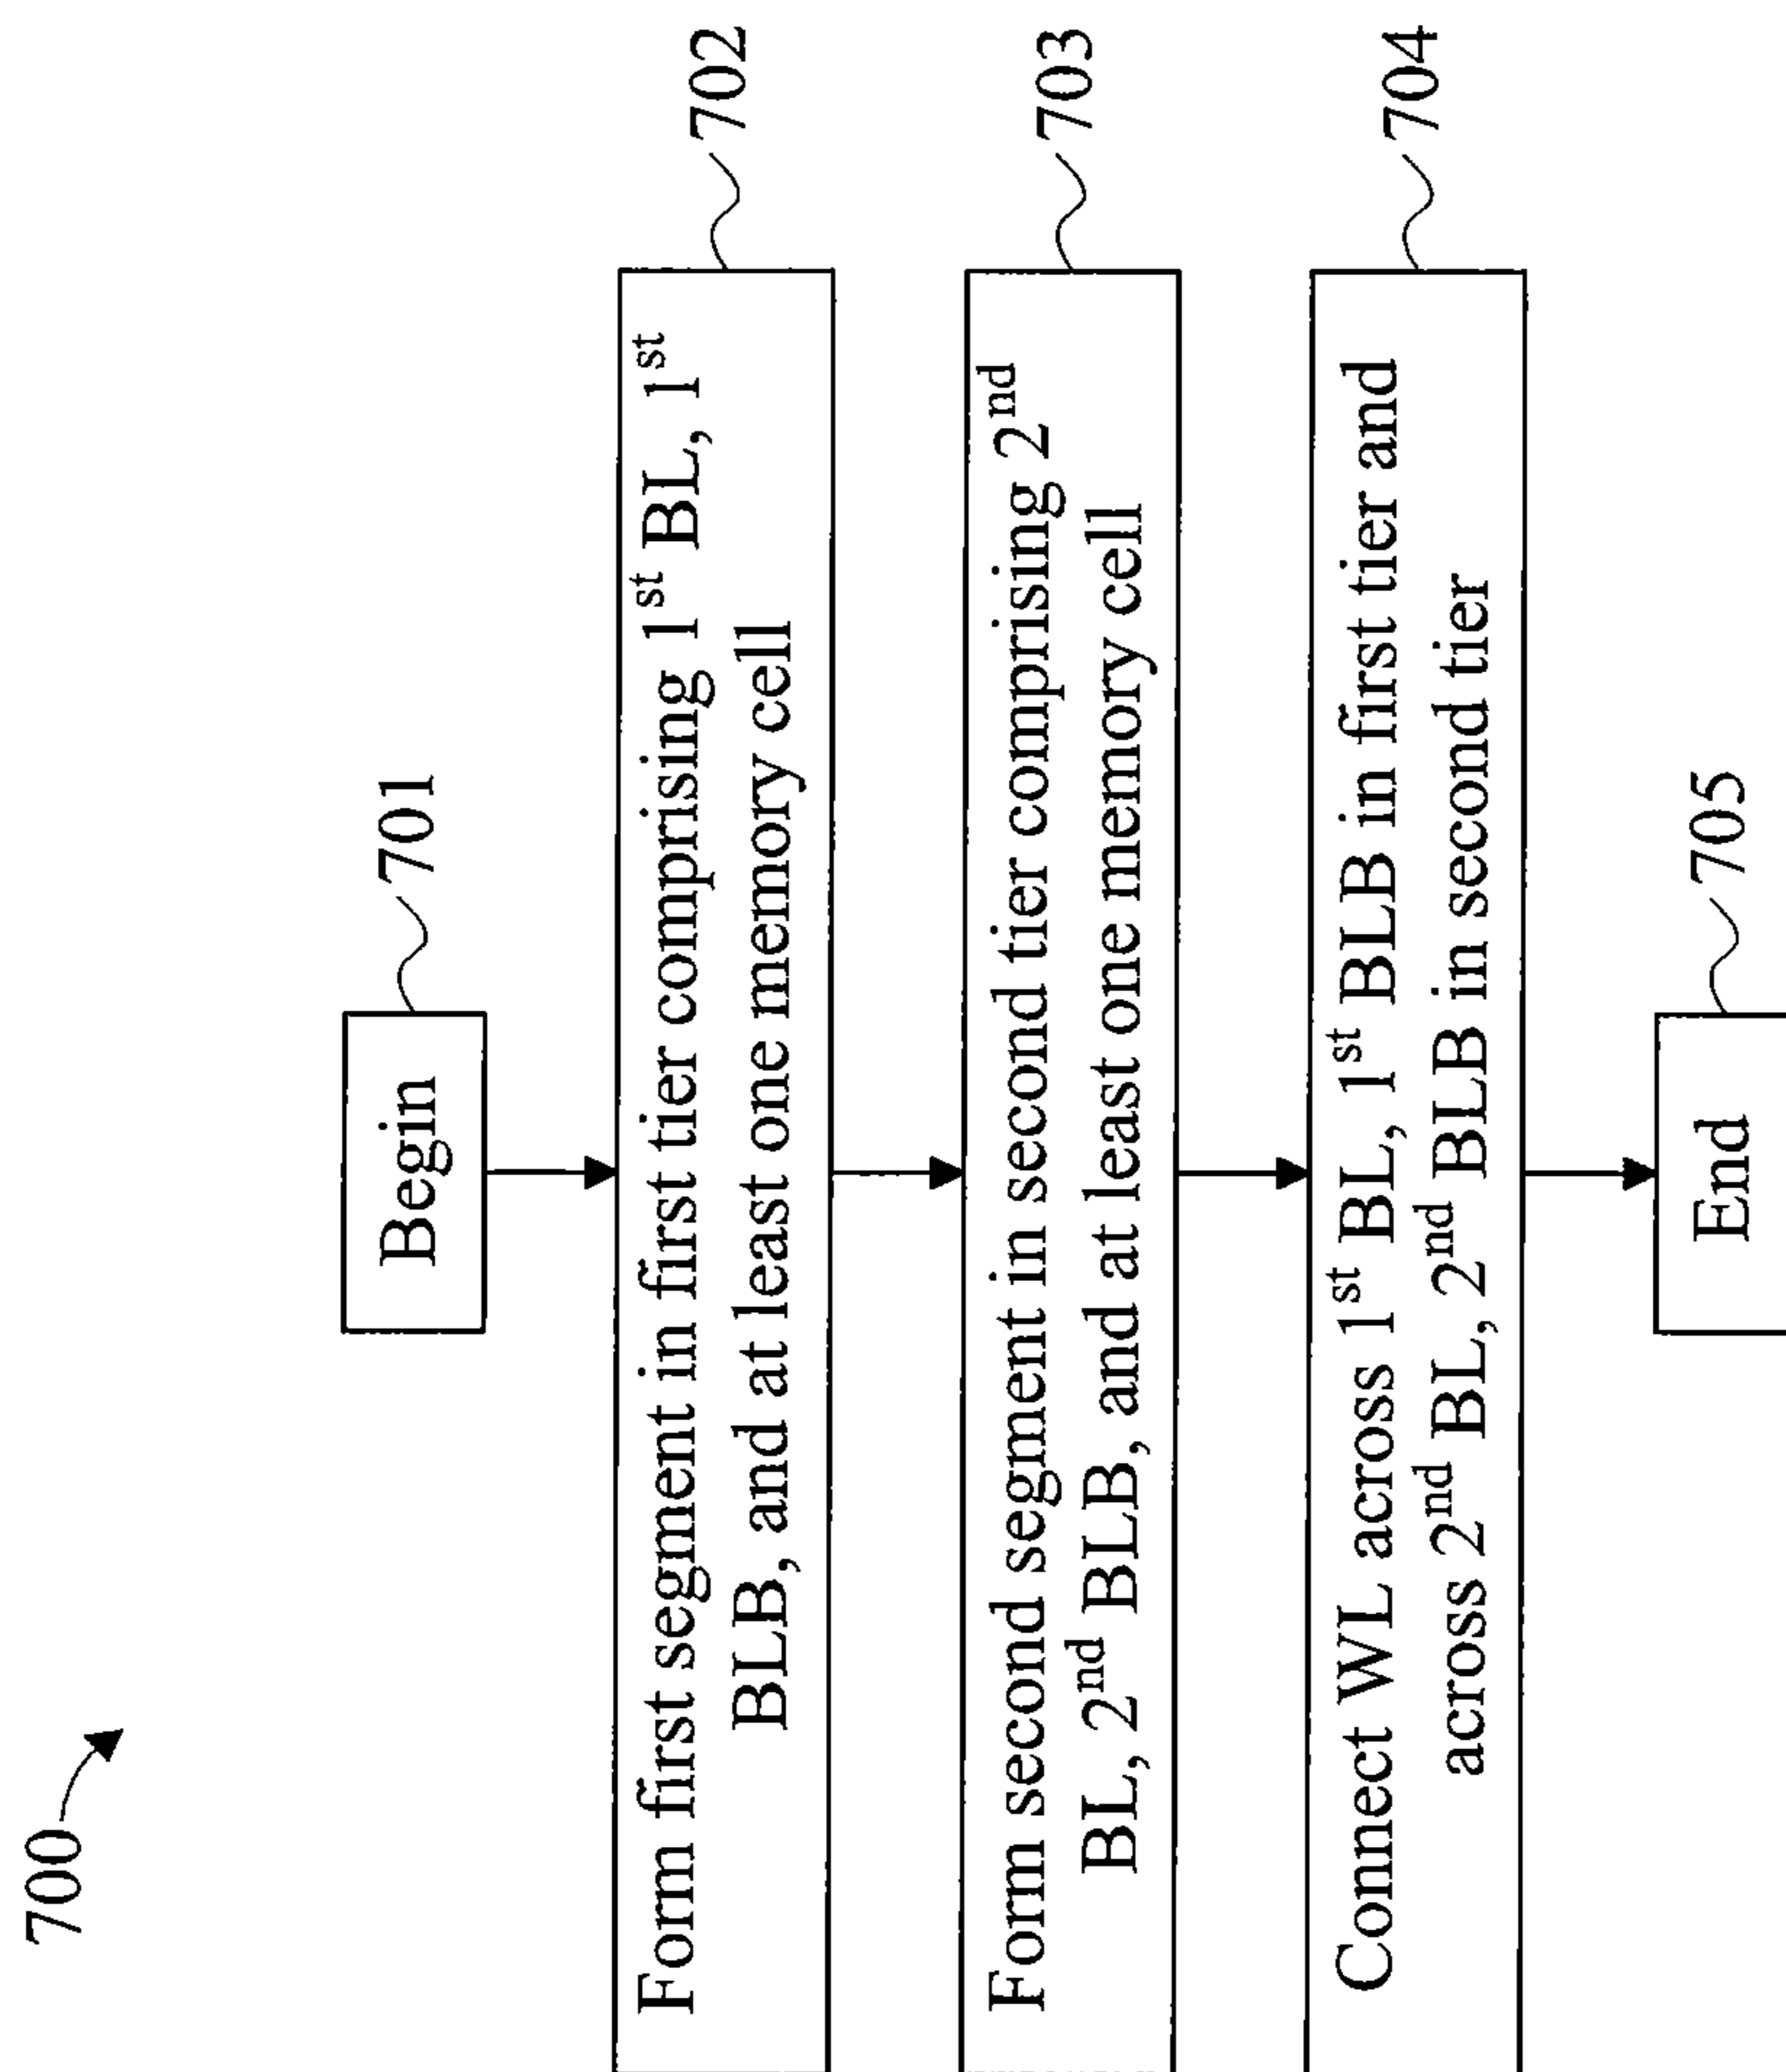 700
Begin
701
Form first segment in first tier comprising 1st BL, 1st
BLB, and at least one memory cell
702
Form second segment in second tier comprising 2nd
BL, 2nd BLB, and at least one memory cell
703
Connect WL across 1st BL, 1st BLB in first tier and
across 2nd BL, 2nd BLB in second tier
704
End
705